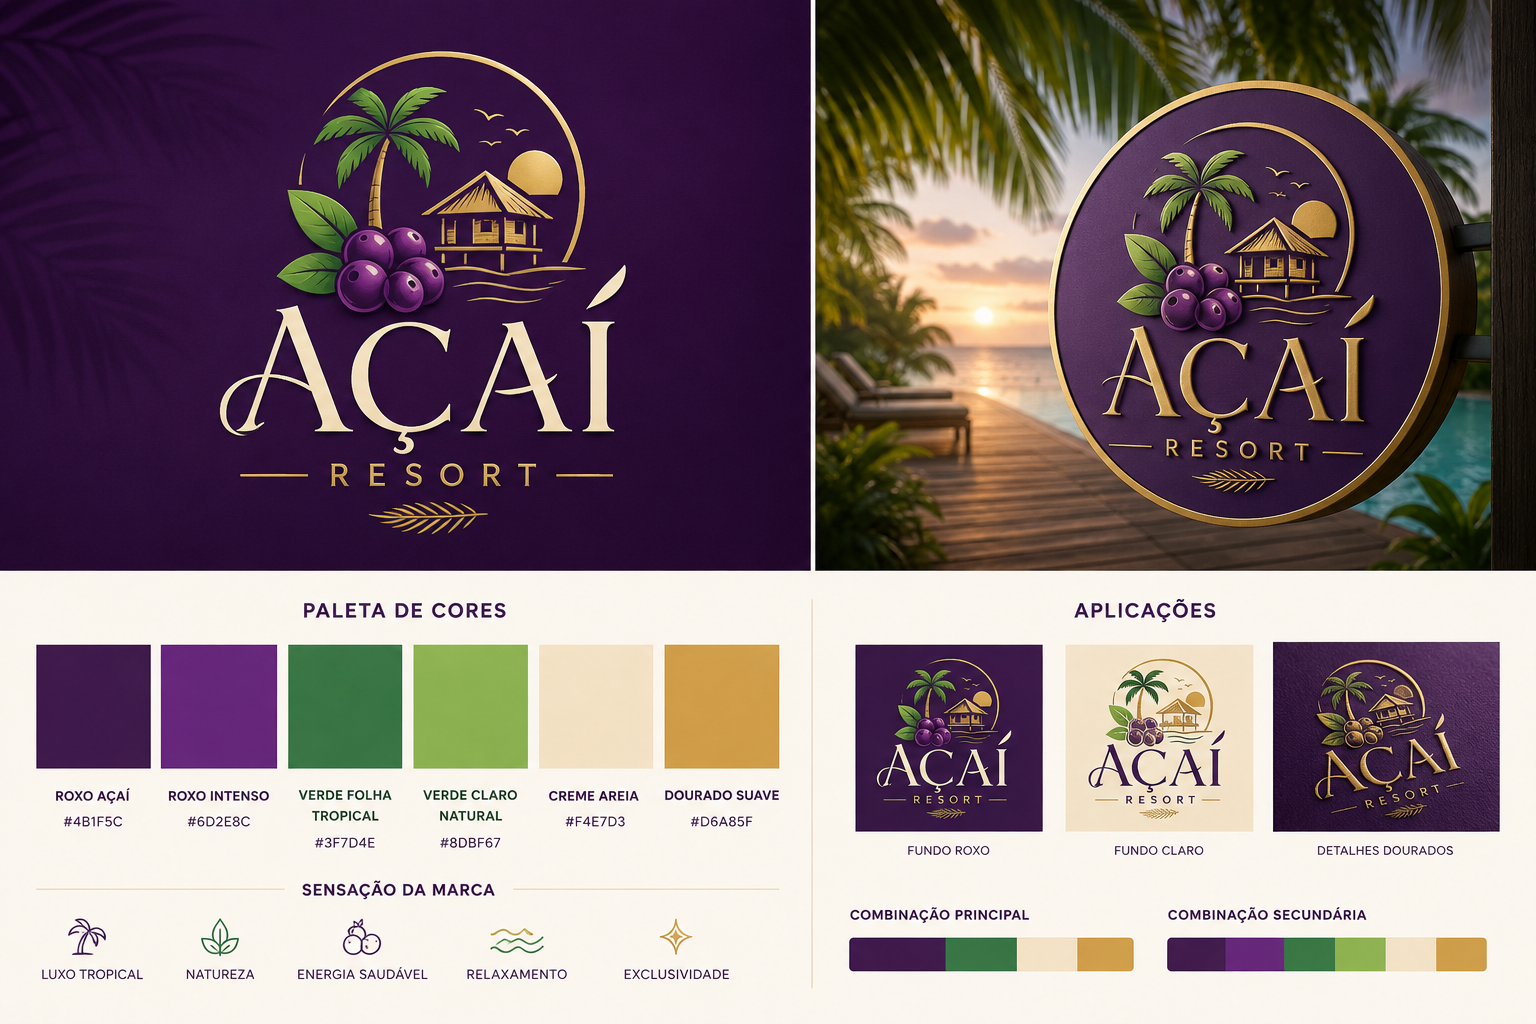 AÇAÍ
RESORT
AÇAÍ
RESORT
PALETA DE CORES
ROXO AÇAÍ
#4B1F5C
ROXO INTENSO
#6D2E8C
VERDE FOLHA
TROPICAL
#3F7D4E
VERDE CLARO
NATURAL
#8DBF67
CREME AREIA
#F4E7D3
DOURADO SUAVE
#D6A85F
SENSAÇÃO DA MARCA
LUXO TROPICAL
NATUREZA
ENERGIA SAUDÁVEL
RELAXAMENTO
EXCLUSIVIDADE
APLICAÇÕES
AÇAÍ
RESORT
FUNDO ROXO
AÇAÍ
RESORT
FUNDO CLARO
AÇAÍ
RESORT
DETALHES DOURADOS
COMBINAÇÃO PRINCIPAL
COMBINAÇÃO SECUNDÁRIA